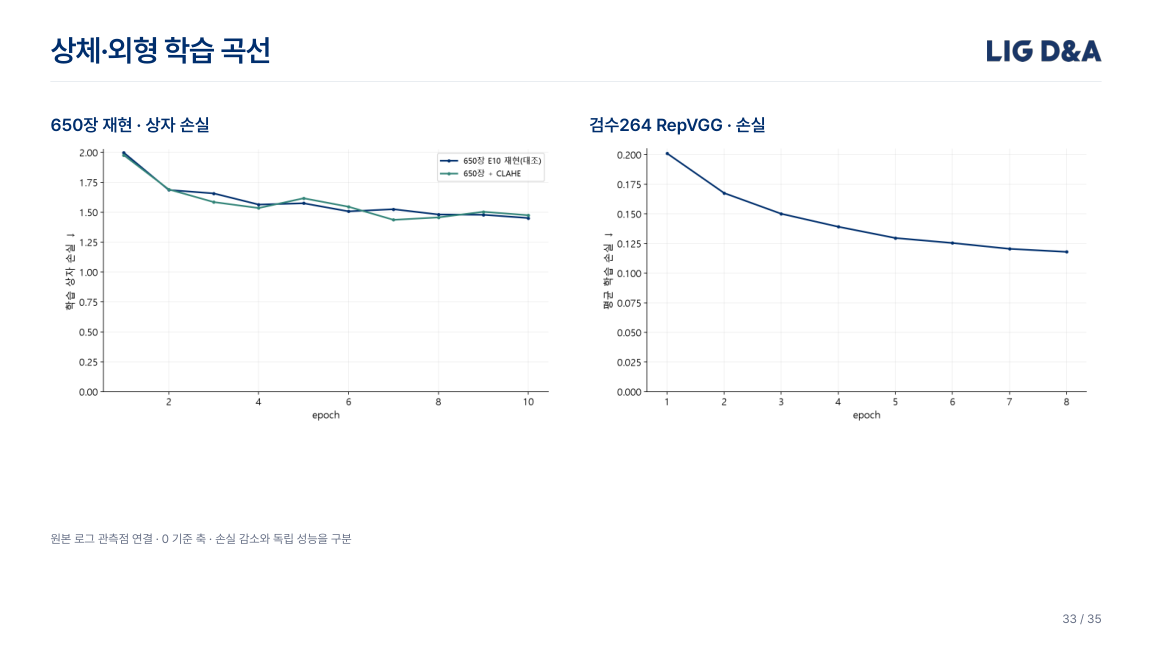 상체·외형 학습 곡선
LIG D&A
650장 재현 · 상자 손실
2.00
1.75
1.50
1.25
1.00
0.75
0.50
0.25
0.00
학습 상자 손실 ↓
650장 E10 재현(대조)
650장 + CLAHE
2
4
6
8
10
epoch
검수264 RepVGG · 손실
0.200
0.175
0.150
0.125
0.100
0.075
0.050
0.025
0.000
평균 학습 손실 ↓
1
2
3
4
5
6
7
8
epoch
원본 로그 관측점 연결 · 0 기준 축 · 손실 감소와 독립 성능을 구분
33 / 35